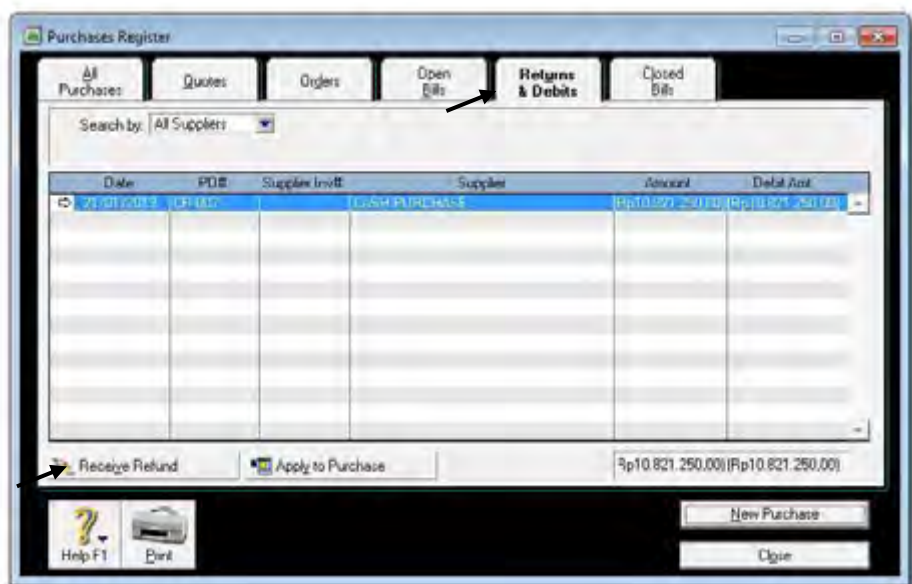 Purchases Register
All Purchases
Quotes
Orders
Open Bills
Returns & Debits
Closed Bills
Search by: All Suppliers
Date PO# Supplier Inv# Supplier Amount Debit Amt
CASH PURCHASE (Rp10.821.250,00) (Rp10.821.250,00)
Receive Refund
Apply to Purchase
Rp10.821.250,00) (Rp10.821.250,00)
New Purchase
Help F1
Print
Close